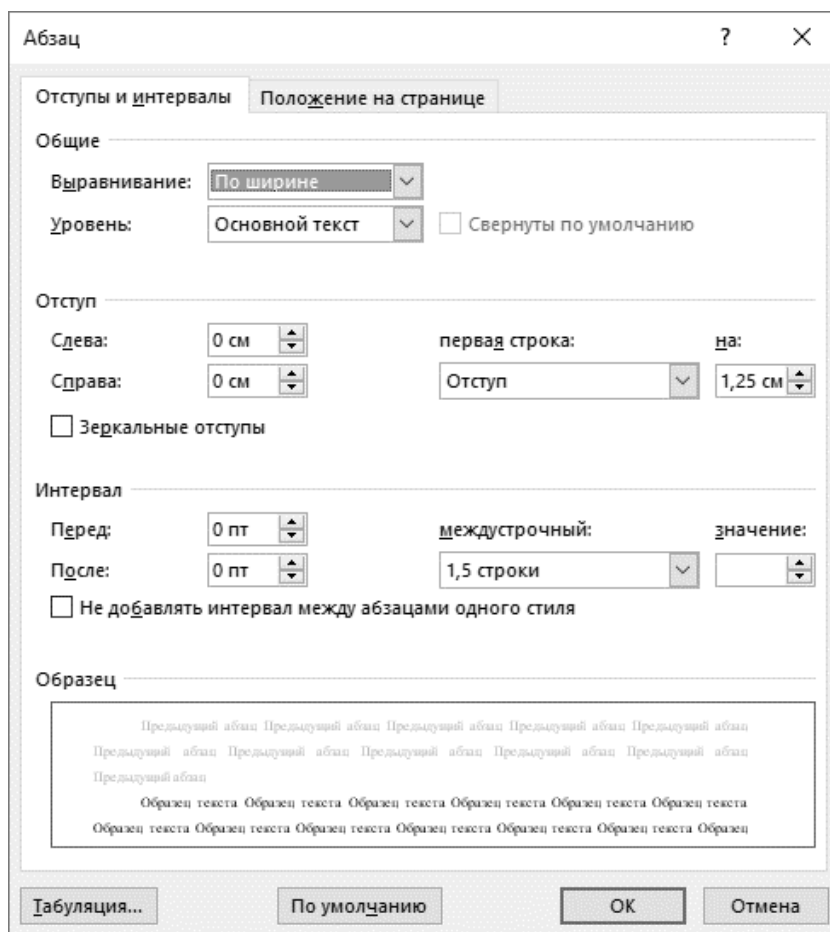 Абзац ?
Отступы и интервалы Положение на странице
Общие
Выравнивание: По ширине
Уровень: Основной текст Свернуты по умолчанию
Отступ
Слева: 0 см первая строка: на:
Справа: 0 см Отступ 1,25 см
Зеркальные отступы
Интервал
Перед: 0 пт междустрочный: значение:
После: 0 пт 1,5 строки
Не добавлять интервал между абзацами одного стиля
Образец
Предыдущий абзац Предыдущий абзац Предыдущий абзац Предыдущий абзац Предыдущий абзац
Предыдущий абзац Предыдущий абзац Предыдущий абзац Предыдущий абзац Предыдущий абзац
Предыдущий абзац
Образец текста Образец текста Образец текста Образец текста Образец текста Образец текста
Образец текста Образец текста Образец текста Образец текста Образец текста Образец текста Образец
Табуляция... По умолчанию ОК Отмена